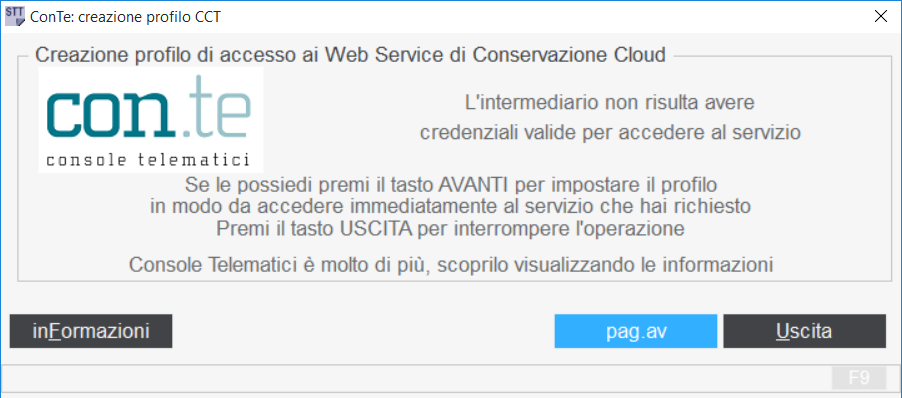 STT
ConTe: creazione profilo CCT
Creazione profilo di accesso ai Web Service di Conservazione Cloud
con.te
console telematici
L'intermediario non risulta avere
credenziali valide per accedere al servizio
Se le possiedi premi il tasto AVANTI per impostare il profilo
in modo da accedere immediatamente al servizio che hai richiesto
Premi il tasto USCITA per interrompere l'operazione
Console Telematici è molto di più, scoprilo visualizzando le informazioni
inFormazioni
pag.av
Uscita
F9